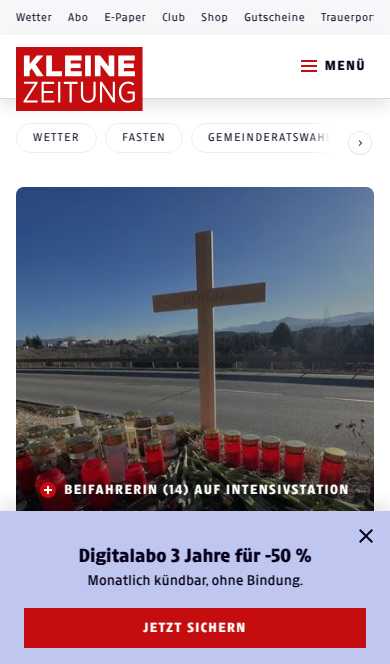 Wetter Abo E-Paper Club Shop Gutscheine Trauerpor
KLEINE
ZEITUNG
MENÜ
WETTER FASTEN GEMEINDERATSWAH
BEIFAHRERIN (14) AUF INTENSIVSTATION
Digitalabo 3 Jahre für -50 %
Monatlich kündbar, ohne Bindung.
JETZT SICHERN